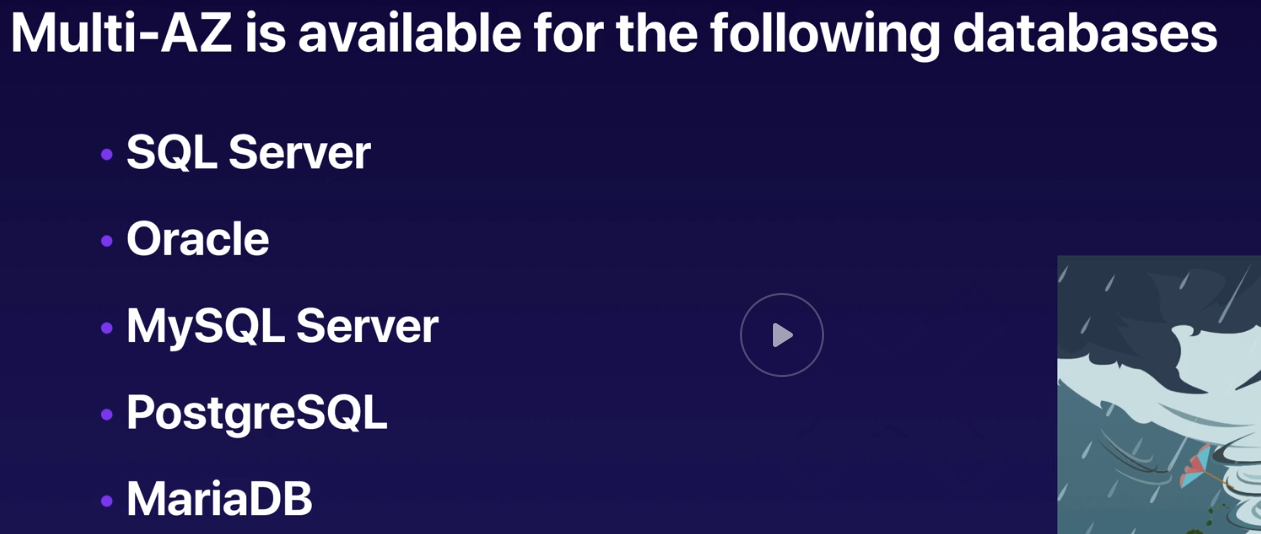 Multi-AZ is available for the following databases
• SQL Server
• Oracle
• MySQL Server
• PostgreSQL
• MariaDB